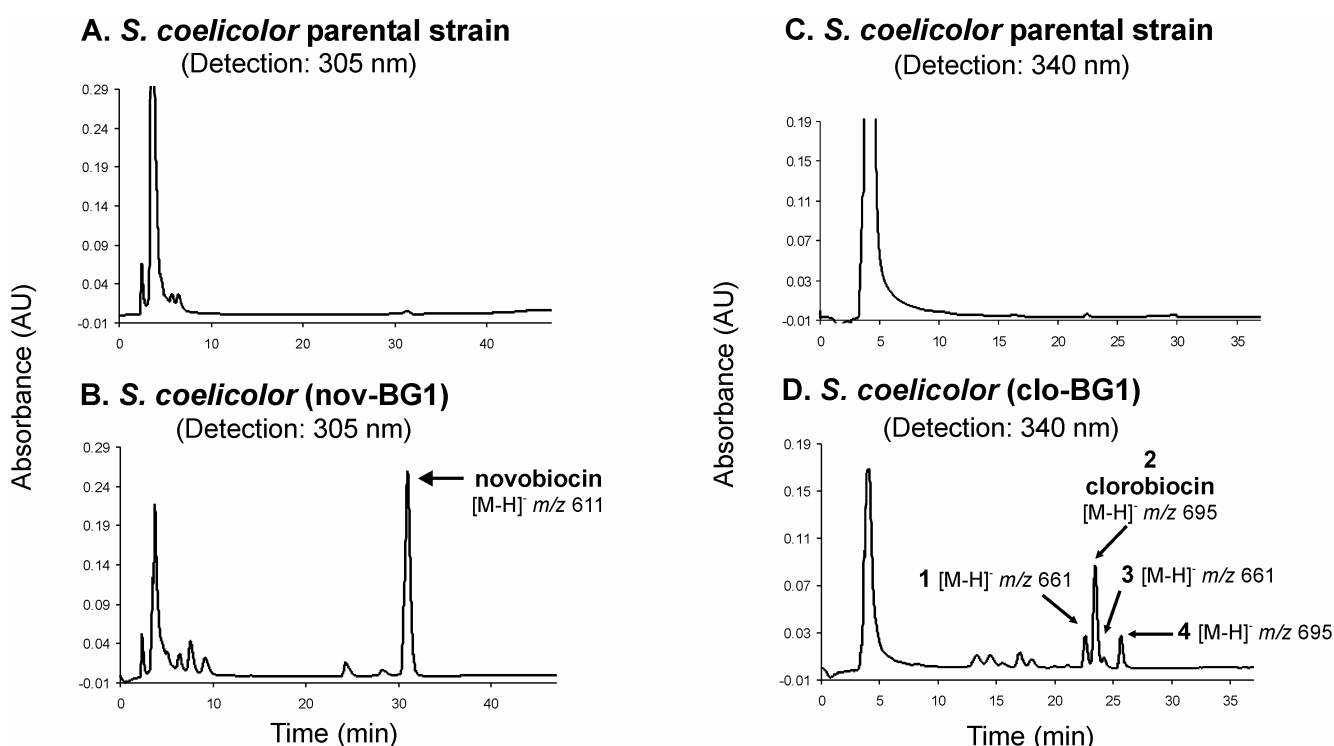 A. S. coelicolor parental strain
(Detection: 305 nm)
0.29
0.24
0.19
0.14
0.09
0.04
-0.01
0 10 20 30 40
B. S. coelicolor (nov-BG1)
(Detection: 305 nm)
0.29
0.24
0.19
0.14
0.09
0.04
-0.01
novobiocin
[M-H]⁻ m/z 611
0 10 20 30 40
Time (min)
Absorbance (AU)
C. S. coelicolor parental strain
(Detection: 340 nm)
0.19
0.15
0.11
0.07
0.03
-0.01
0 5 10 15 20 25 30 35
D. S. coelicolor (clo-BG1)
(Detection: 340 nm)
0.19
0.15
0.11
0.07
0.03
-0.01
2
clorobiocin
[M-H]⁻ m/z 695
1 [M-H]⁻ m/z 661
3 [M-H]⁻ m/z 661
4 [M-H]⁻ m/z 695
0 5 10 15 20 25 30 35
Time (min)
Absorbance (AU)